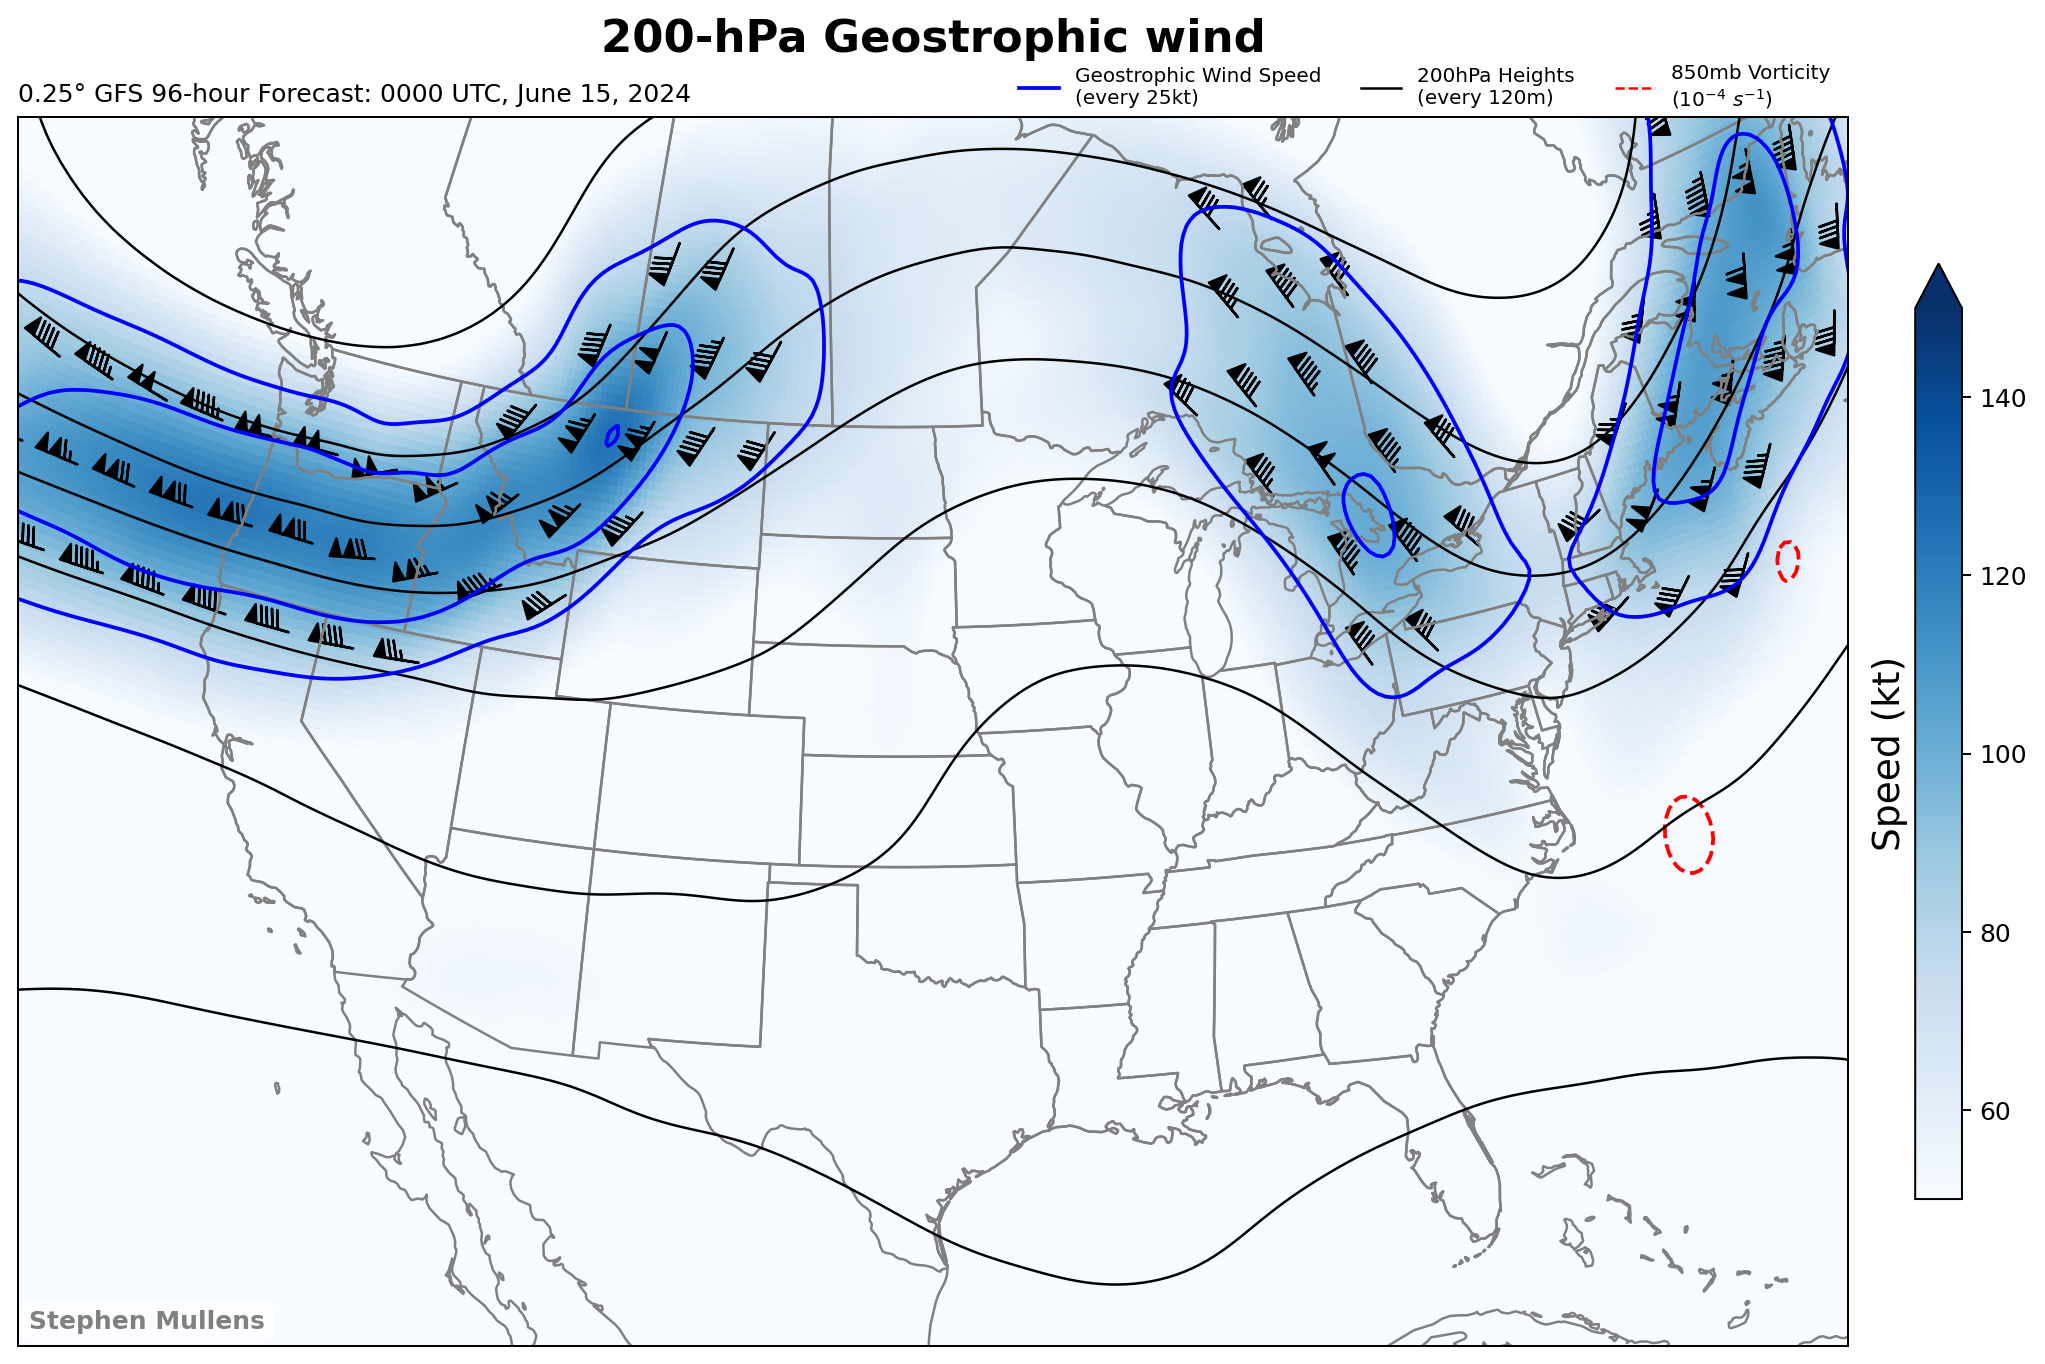 200-hPa Geostrophic wind
0.25° GFS 96-hour Forecast: 0000 UTC, June 15, 2024
Geostrophic Wind Speed
(every 25kt)
200hPa Heights
(every 120m)
850mb Vorticity
(10⁻⁴ s⁻¹)
140
120
100
80
60
Speed (kt)
Stephen Mullens